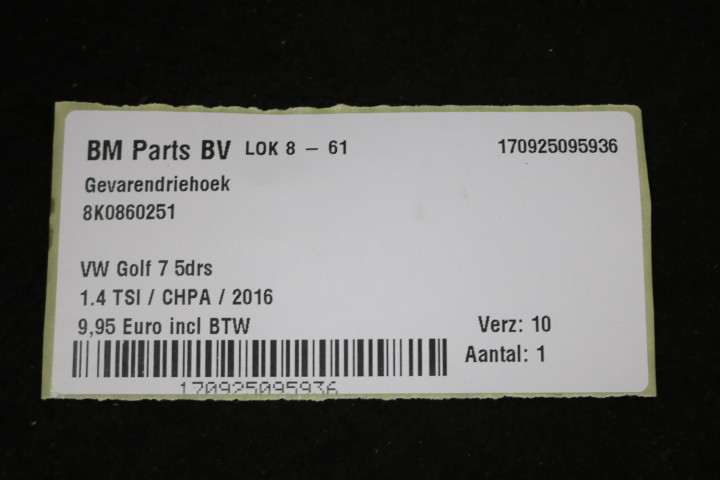 BM Parts BV LOK 8 – 61 170925095936
Gevarendriehoek
8K0860251
VW Golf 7 5drs
1.4 TSI / CHPA / 2016
9,95 Euro incl BTW Verz: 10
Aantal: 1
170925095936